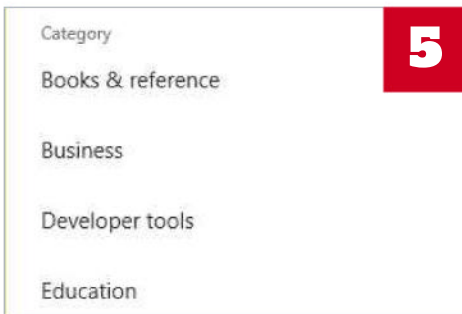 Category
5
Books & reference
Business
Developer tools
Education